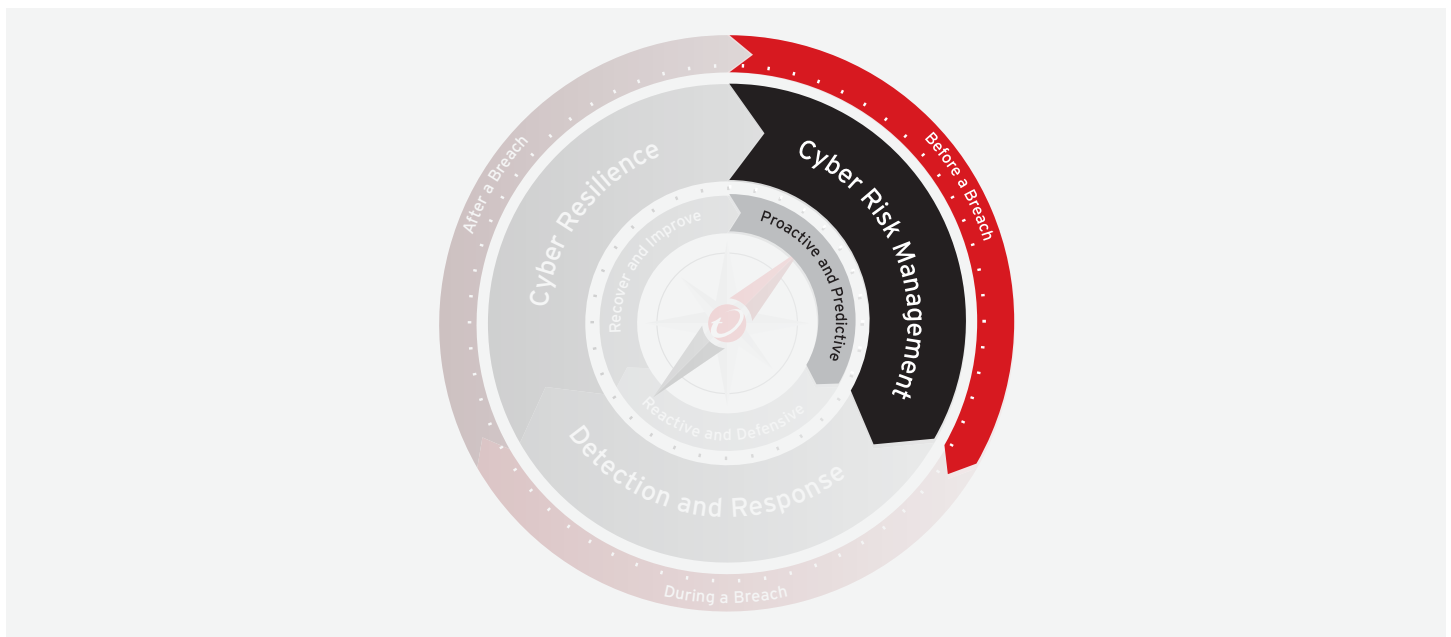 Before a Breach
Cyber Risk Management
Proactive and Predictive
During a Breach
Detection and Response
Reactive and Defensive
After a Breach
Cyber Resilience
Recover and Improve